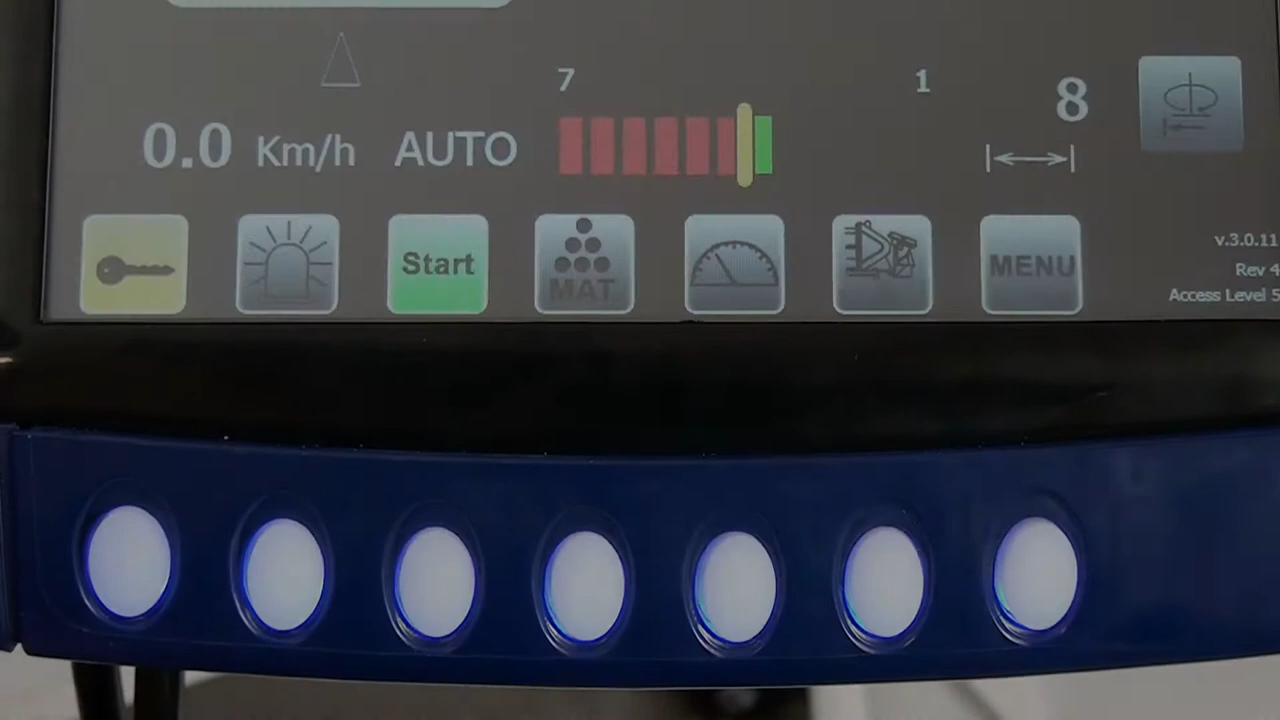 7
1
8
0.0 Km/h AUTO
Start
MAT
MENU
v.3.0.11
Rev 4
Access Level 5